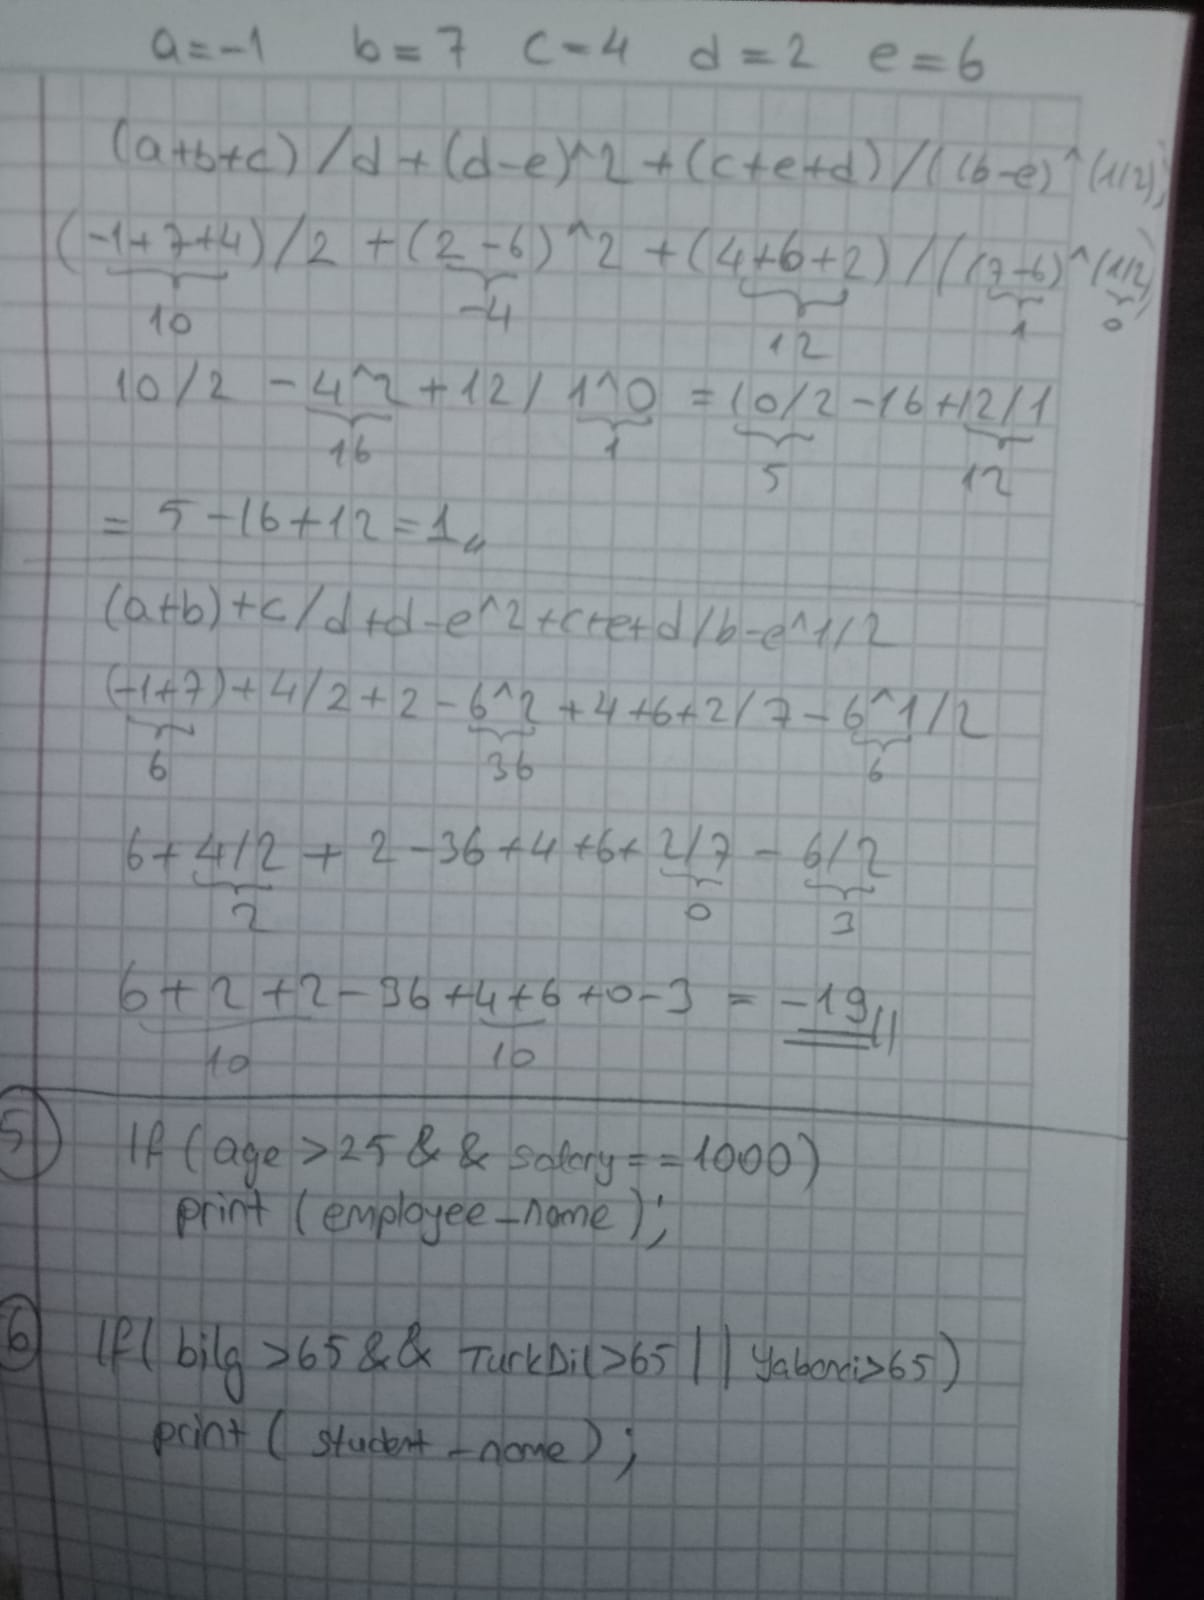 a=-1 b=7 c=4 d=2 e=6
(a+b+c)/d+(d-e)^2+(c+e+d)/((b-e)^(1/2))
(-1+7+4)/2+(2-6)^2+(4+6+2)/((7-6)^(1/2)
10 -4 12 1 0
10/2-4^2+12/1^0=10/2-16+12/1
16 1 5 12
= 5-16+12=1
(a+b)+c/d+d-e^2+c+e+d/b-e^1/2
(-1+7)+4/2+2-6^2+4+6+2/7-6^1/2
6 36 6
6+4/2+2-36+4+6+2/7-6/2
2 0 3
6+2+2-36+4+6+0-3=-19
10 10
5) If (age >25 && salary==1000)
print (employee_name);
6 If( bilg >65 && TurkDil>65 || Yabanci>65)
print ( student_name );